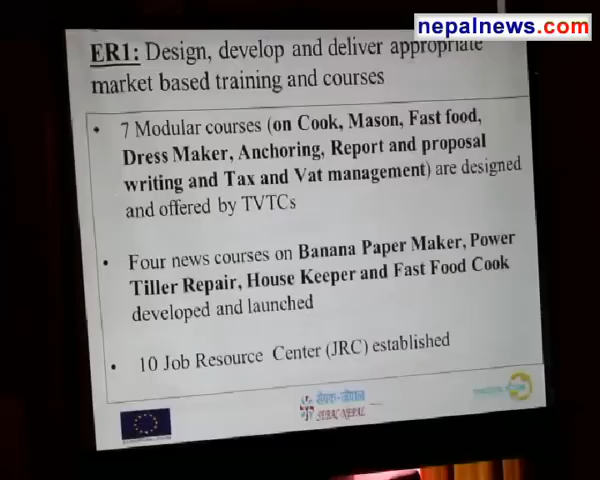 nepalnews.com
ER1: Design, develop and deliver appropriate
market based training and courses
• 7 Modular courses (on Cook, Mason, Fast food,
Dress Maker, Anchoring, Report and proposal
writing and Tax and Vat management) are designed
and offered by TVTCs
• Four news courses on Banana Paper Maker, Power
Tiller Repair, House Keeper and Fast Food Cook
developed and launched
• 10 Job Resource Center (JRC) established